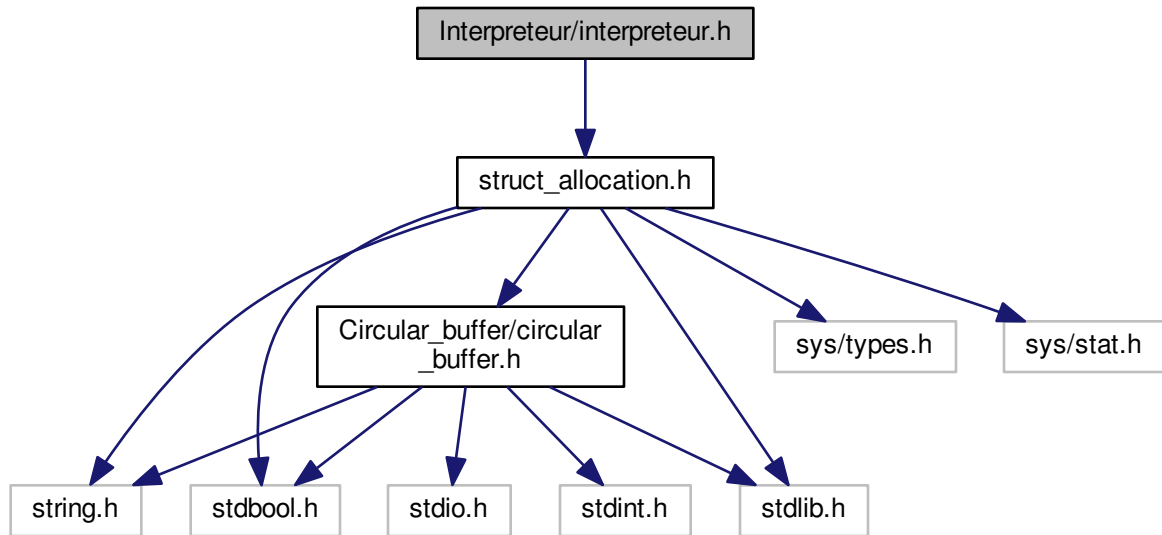 Interpreteur/interpreteur.h
struct_allocation.h
Circular_buffer/circular
_buffer.h
sys/types.h
sys/stat.h
string.h
stdbool.h
stdio.h
stdint.h
stdlib.h